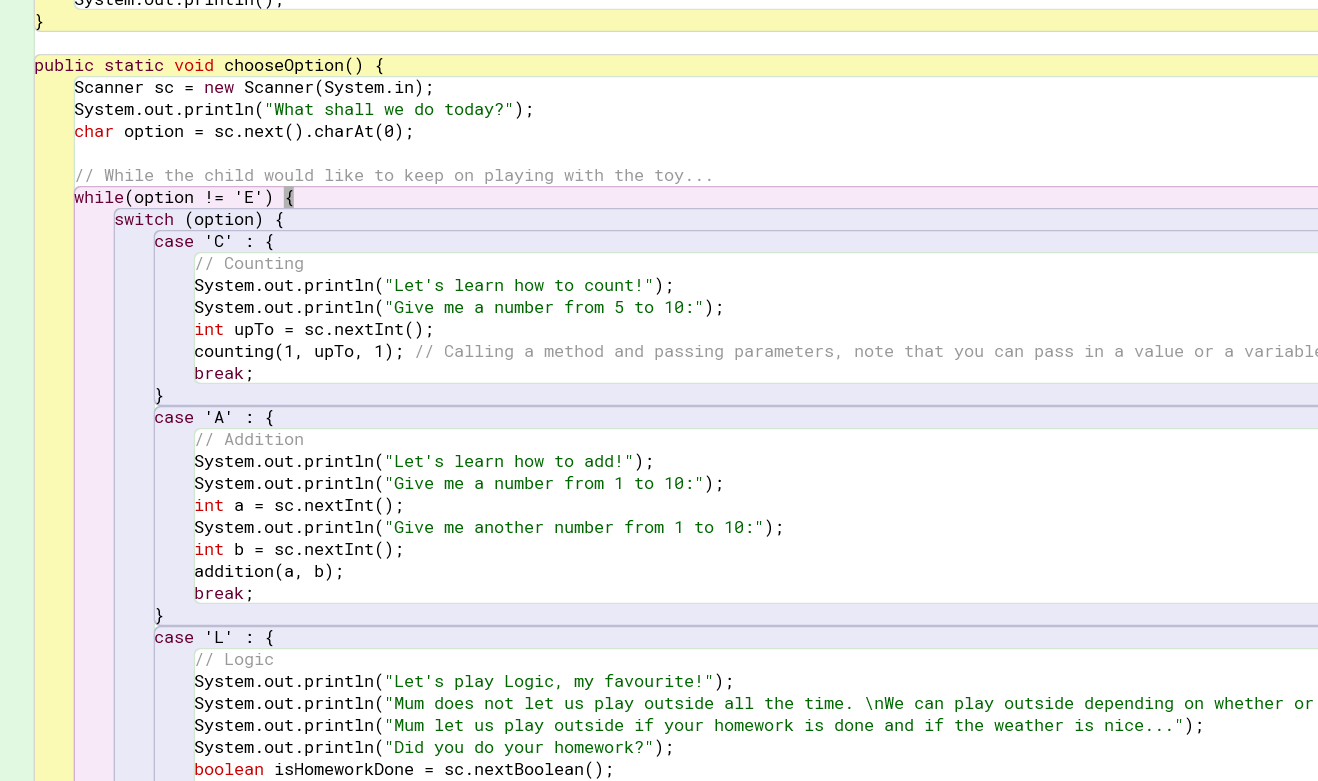 System.out.println();
}
public static void chooseOption() {
Scanner sc = new Scanner(System.in);
System.out.println("What shall we do today?");
char option = sc.next().charAt(0);
// While the child would like to keep on playing with the toy...
while(option != 'E') {
switch (option) {
case 'C' : {
// Counting
System.out.println("Let's learn how to count!");
System.out.println("Give me a number from 5 to 10:");
int upTo = sc.nextInt();
counting(1, upTo, 1); // Calling a method and passing parameters, note that you can pass in a value or a variable
break;
}
case 'A' : {
// Addition
System.out.println("Let's learn how to add!");
System.out.println("Give me a number from 1 to 10:");
int a = sc.nextInt();
System.out.println("Give me another number from 1 to 10:");
int b = sc.nextInt();
addition(a, b);
break;
}
case 'L' : {
// Logic
System.out.println("Let's play Logic, my favourite!");
System.out.println("Mum does not let us play outside all the time. \nWe can play outside depending on whether or
System.out.println("Mum let us play outside if your homework is done and if the weather is nice...");
System.out.println("Did you do your homework?");
boolean isHomeworkDone = sc.nextBoolean();